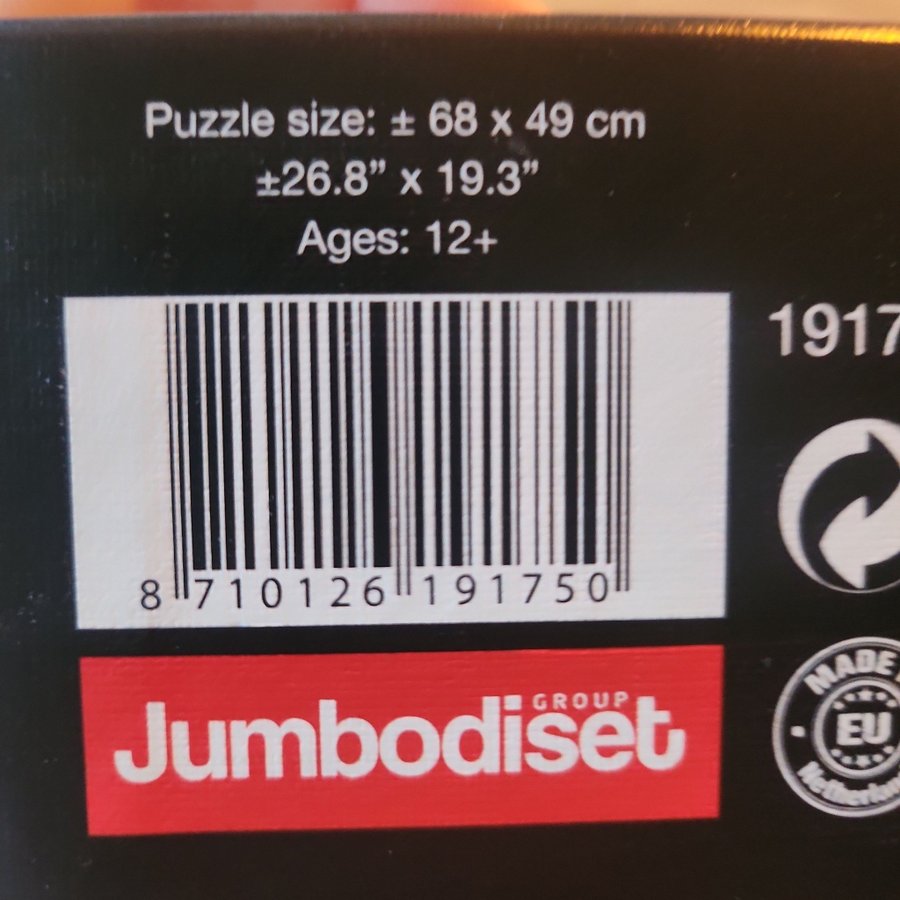 Puzzle size: ± 68 x 49 cm
±26.8” x 19.3”
Ages: 12+
1917
8 710126 191750
GROUP
Jumbodiset
MADE
EU